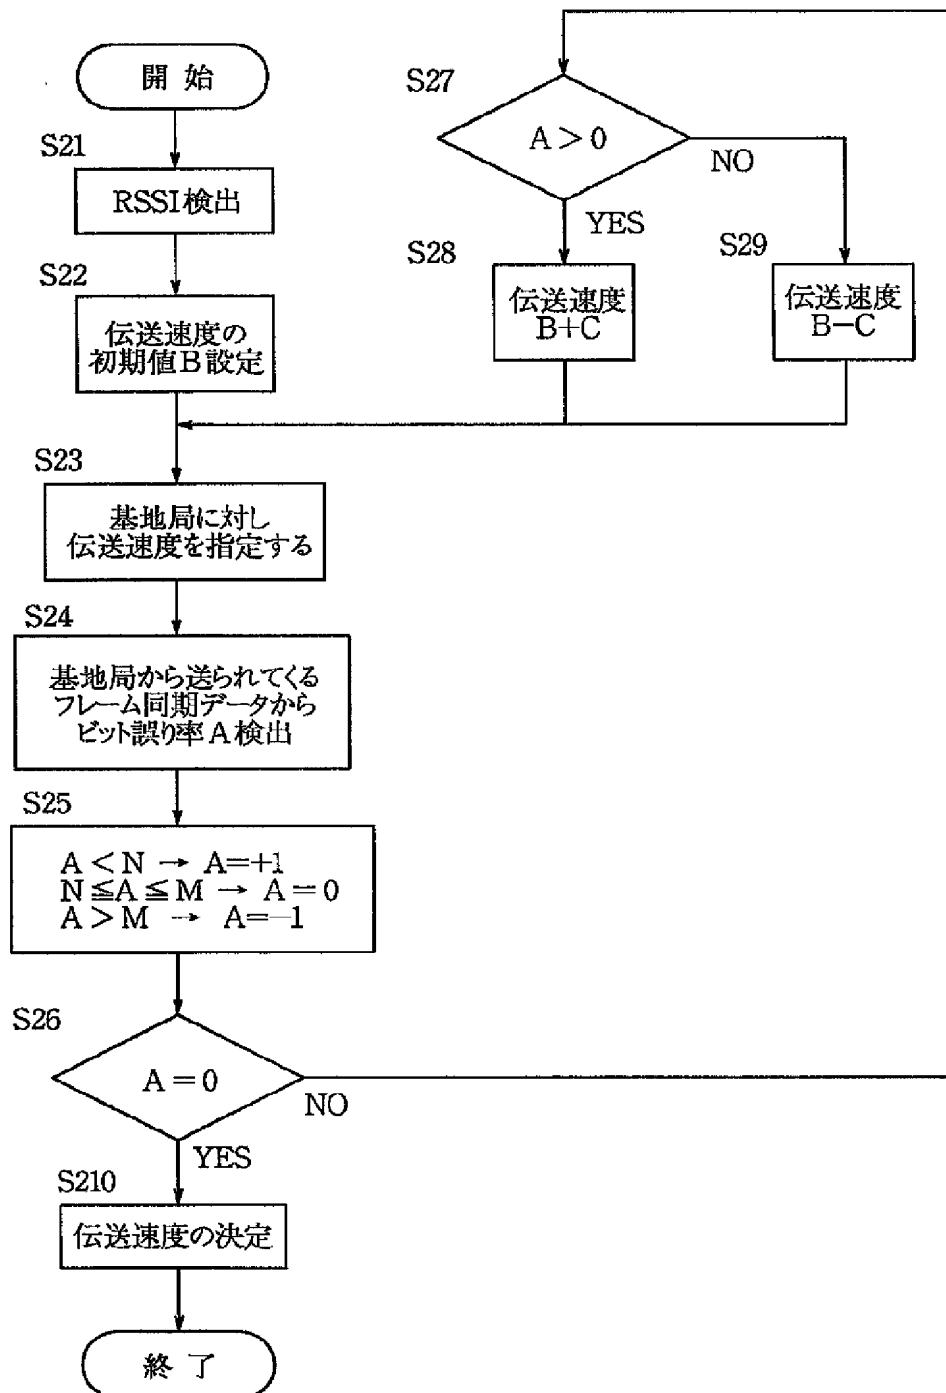 開始
S21
RSSI検出
S22
伝送速度の
初期値B設定
S23
基地局に対し
伝送速度を指定する
S24
基地局から送られてくる
フレーム同期データから
ビット誤り率A検出
S25
A<N → A=+1
N≦A≦M → A=0
A>M → A=-1
S26
A=0
NO
YES
S27
A>0
NO
YES
S28
伝送速度
B+C
S29
伝送速度
B-C
S210
伝送速度の決定
終了